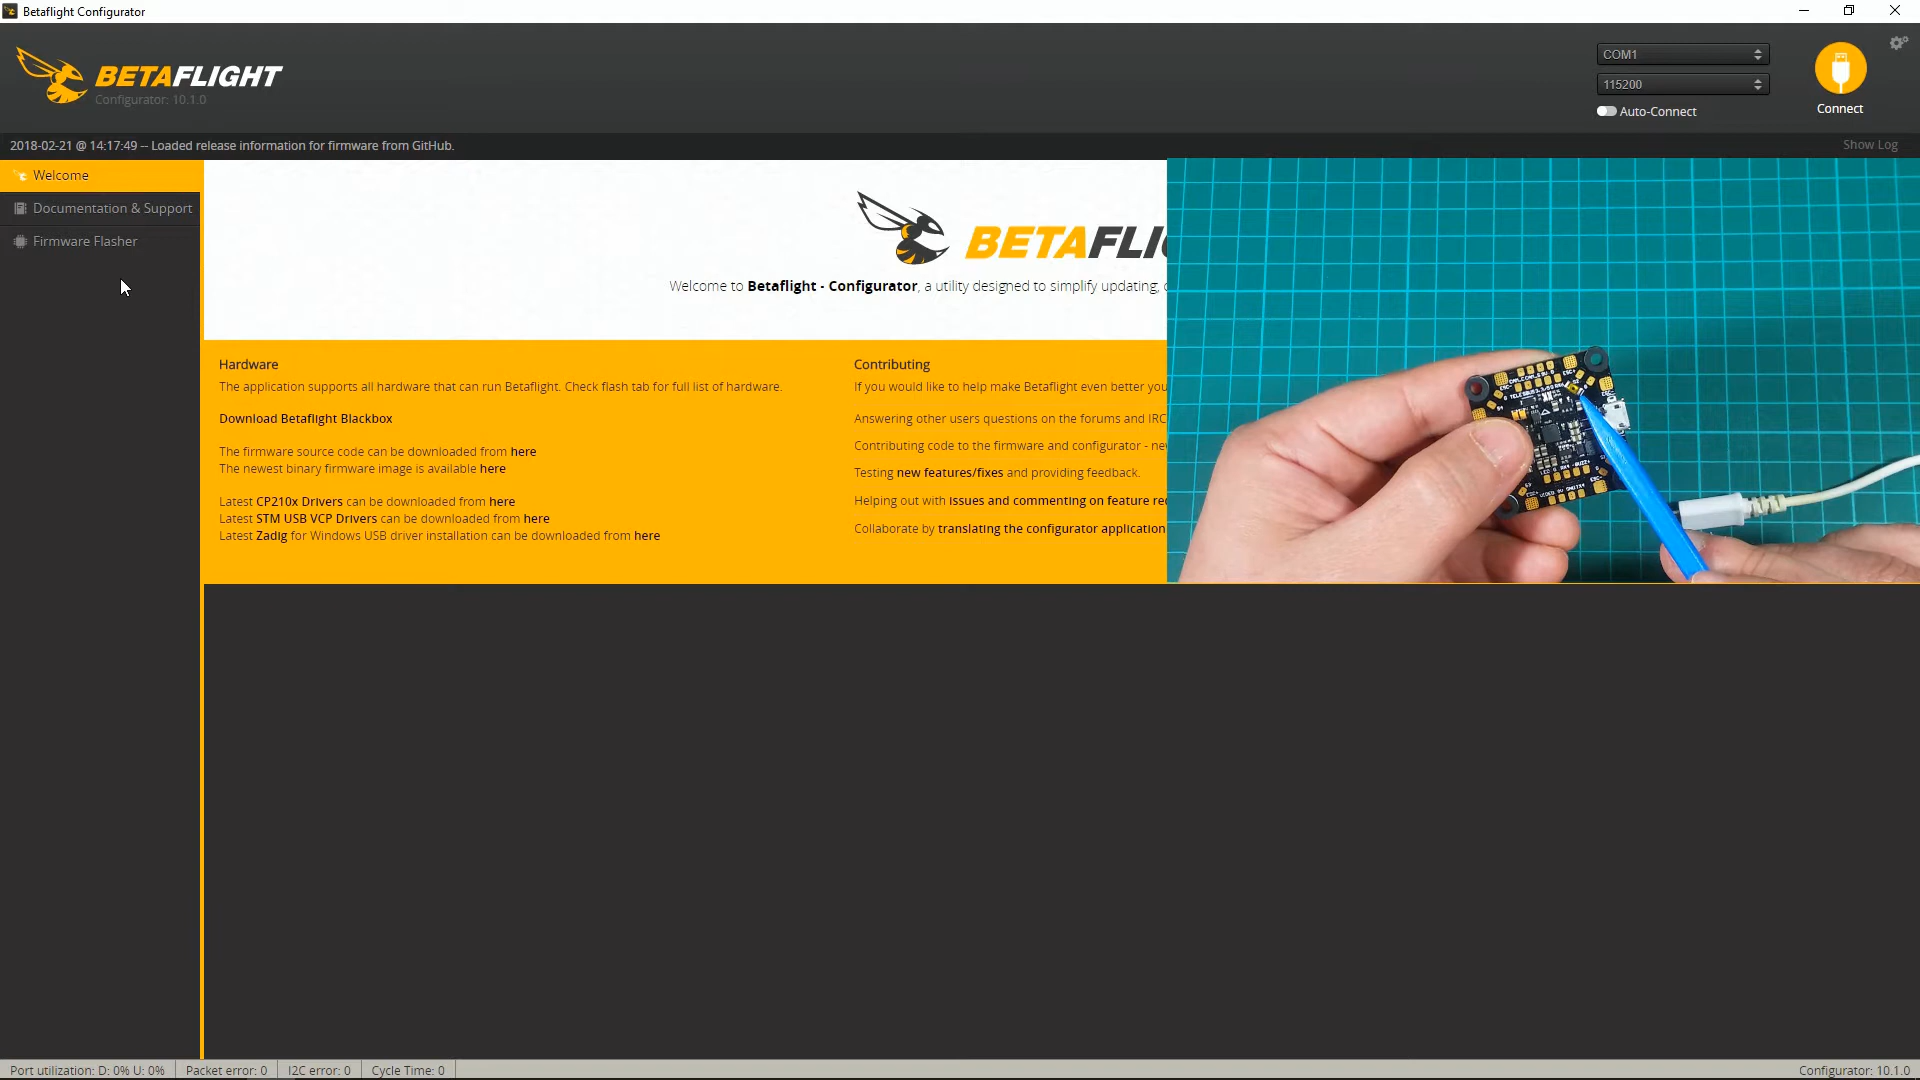 Betaflight Configurator
BETAFLIGHT
Configurator: 10.1.0
COM1
115200
Auto-Connect
Connect
2018-02-21 @ 14:17:49 -- Loaded release information for firmware from GitHub.
Show Log
Welcome
Documentation & Support
Firmware Flasher
BETAFLI
Welcome to Betaflight - Configurator, a utility designed to simplify updating,
Hardware
The application supports all hardware that can run Betaflight. Check flash tab for full list of hardware.
Download Betaflight Blackbox
The firmware source code can be downloaded from here
The newest binary firmware image is available here
Latest CP210x Drivers can be downloaded from here
Latest STM USB VCP Drivers can be downloaded from here
Latest Zadig for Windows USB driver installation can be downloaded from here
Contributing
If you would like to help make Betaflight even better you
Answering other users questions on the forums and IRC
Contributing code to the firmware and configurator -
Testing new features/fixes and providing feedback.
Helping out with issues and commenting on feature
Collaborate by translating the configurator application
Port utilization: D: 0% U: 0%
Packet error: 0
I2C error: 0
Cycle Time: 0
Configurator: 10.1.0